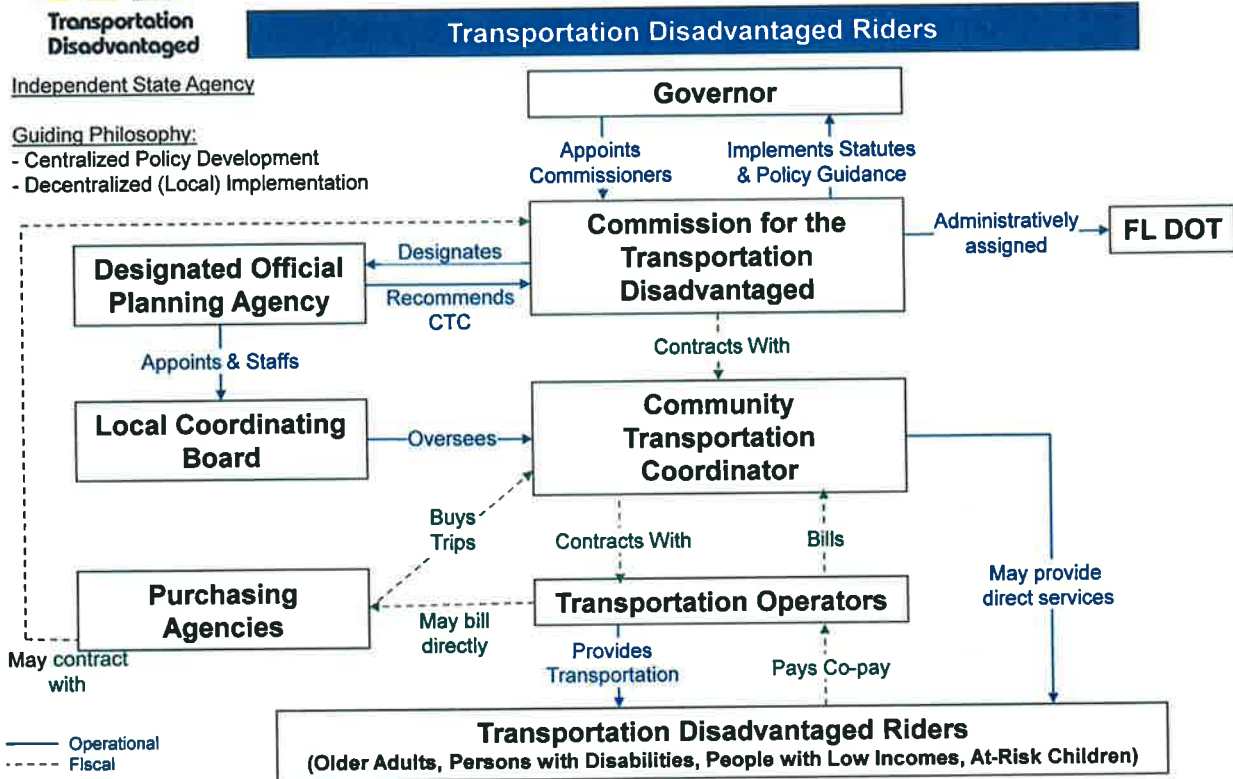 Transportation
Disadvantaged
Transportation Disadvantaged Riders
Independent State Agency
Guiding Philosophy:
- Centralized Policy Development
- Decentralized (Local) Implementation
Governor
Appoints
Commissioners
Implements Statutes
& Policy Guidance
Commission for the
Transportation
Disadvantaged
Administratively
assigned
FL DOT
Designated Official
Planning Agency
Designates
Recommends
CTC
Contracts With
Appoints & Staffs
Local Coordinating
Board
Oversees
Community
Transportation
Coordinator
Buys
Trips
Contracts With
Bills
May provide
direct services
Purchasing
Agencies
May bill
directly
Transportation Operators
May contract
with
Provides
Transportation
Pays Co-pay
Transportation Disadvantaged Riders
(Older Adults, Persons with Disabilities, People with Low Incomes, At-Risk Children)
Operational
Fiscal